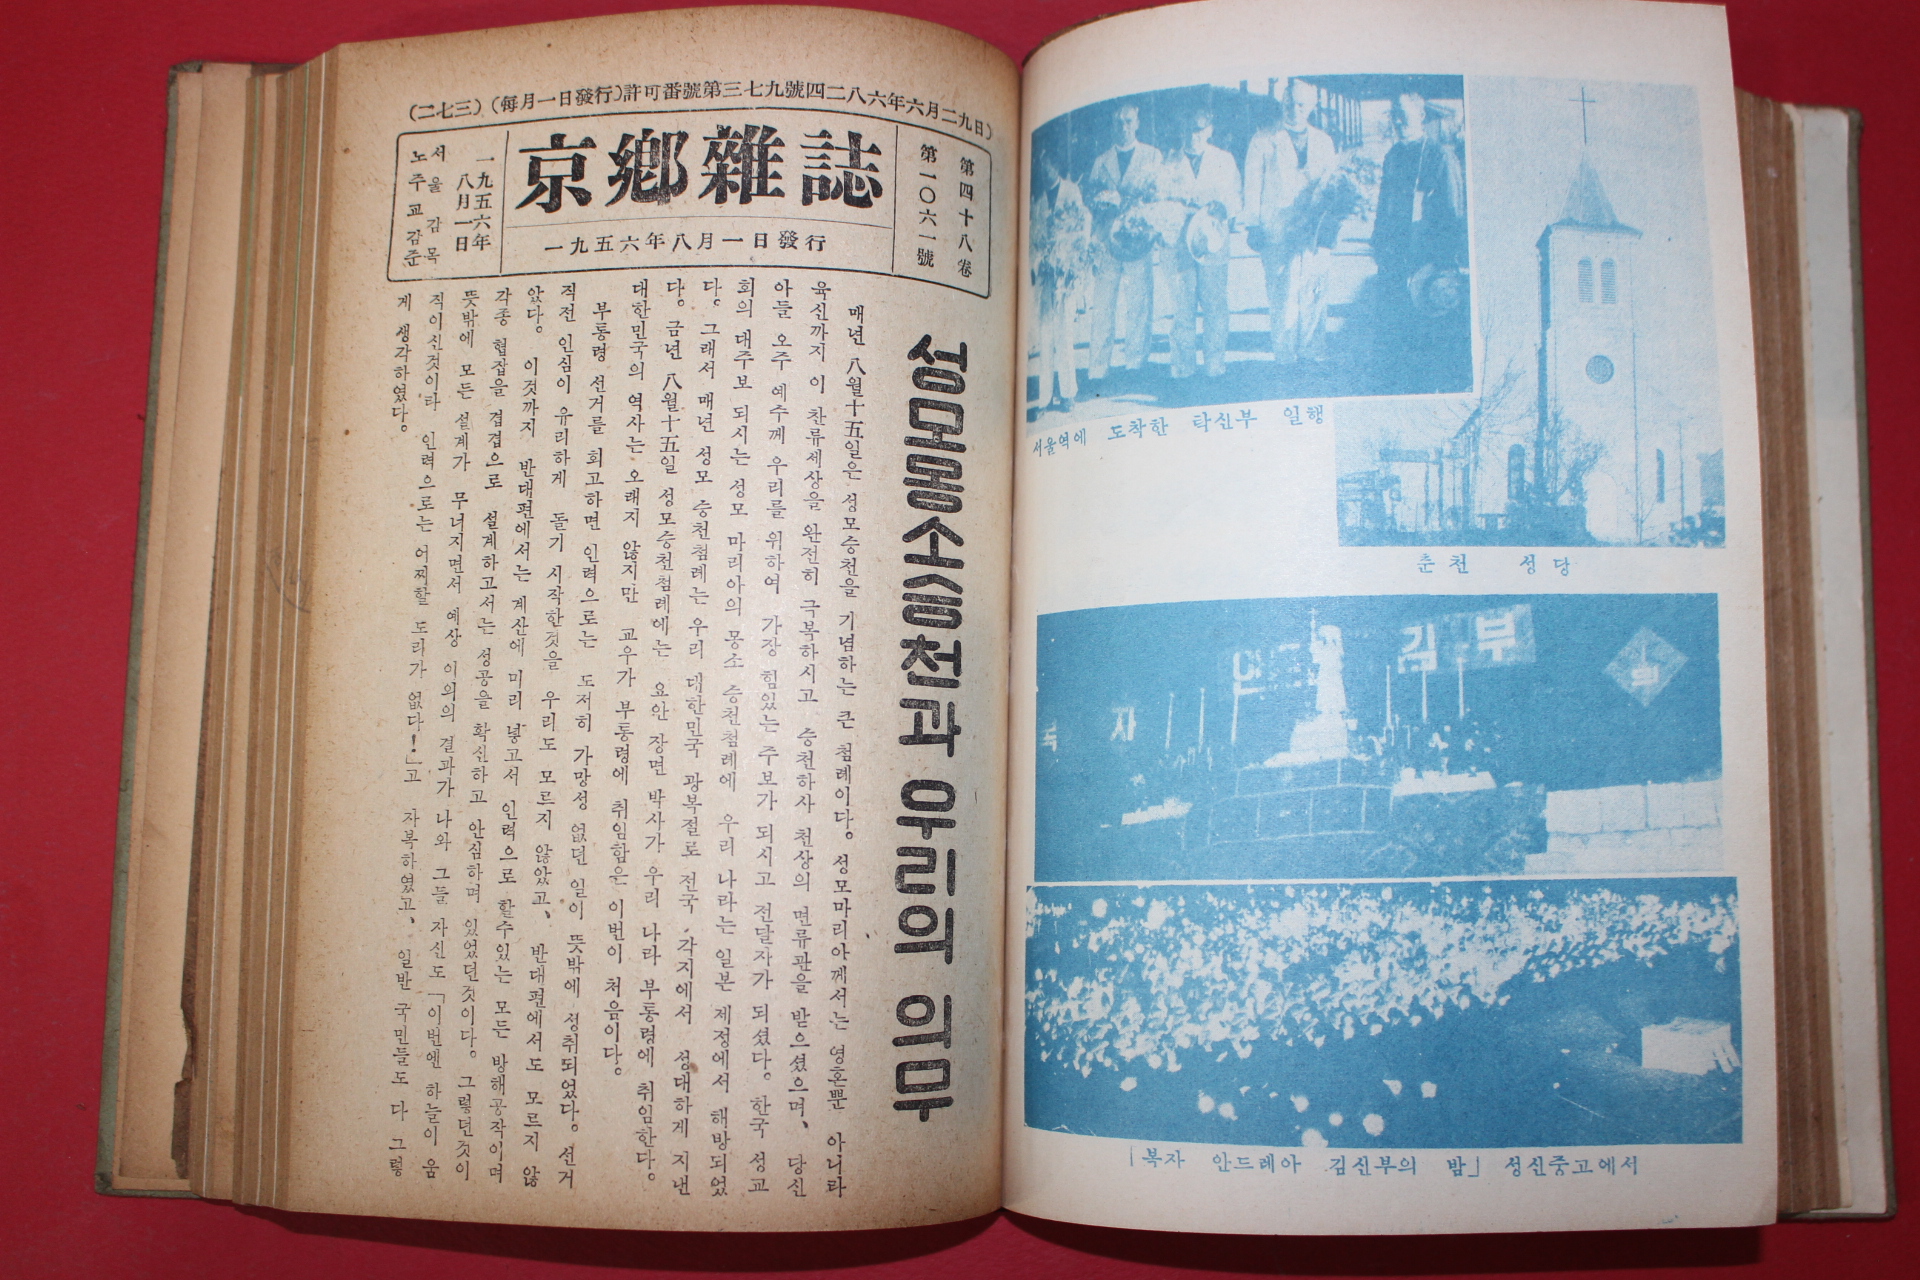 (二七三) (每月一日發行) 許可番號第三七九號四二八六年六月二九日)
京鄕雜誌
一九五六年八月一日發行
第四十八卷
第一〇六一號
一九五六年
八月一日
서울감목
노주교감준
성모몽소승천과 우리의 의무
매년 八월十五일은 성모승천을 기념하는 큰 첨례이다。 성모마리아께서는 영혼뿐 아니라
육신까지 이 찬류세상을 완전히 극복하시고 승천하사 천상의 면류관을 받으셨으며、 당신
아들 오주 예수께 우리를 위하여 가장 힘있는 주보가 되시고 전달자가 되셨다。 한국 성교
회의 대주보 되시는 성모 마리아의 몽소 승천첨례에 우리 나라는 일본 제정에서 해방되었
다。 그래서 매년 성모 승천첨례는 우리 대한민국 광복절로 전국 각지에서 성대하게 지낸
다。 금년 八월十五일 성모승천첨례에는 요안 장면 박사가 우리 나라 부통령에 취임한다。
대한민국의 역사는 오래지 않지만 교우가 부통령에 취임함은 이번이 처음이다。
부통령 선거를 회고하면 인력으로는 도저히 가망성 없던 일이 뜻밖에 성취되었다。 선거
직전 인심이 유리하게 돌기 시작한것을 우리도 모르지 않았고、 반대편에서도 모르지 않
았다。 이것까지 반대편에서는 계산에 미리 넣고서 인력으로 할수있는 모든 방해공작이며
각종 협잡을 겹겹으로 설계하고서는 성공을 확신하고 안심하며 있었던것이다。 그렇던것이
뜻밖에 모든 설계가 무너지면서 예상 이외의 결과가 나와 그들 자신도 「이번엔 하늘이 움
직이신것이라 인력으로는 어찌할 도리가 없다!」고 자복하였고、 일반 국민들도 다 그렇
게 생각하였다。
서울역에 도착한 탁신부 일행
춘천 성당
김부
자
「복자 안드레아 김신부의 밤」 성신중고에서